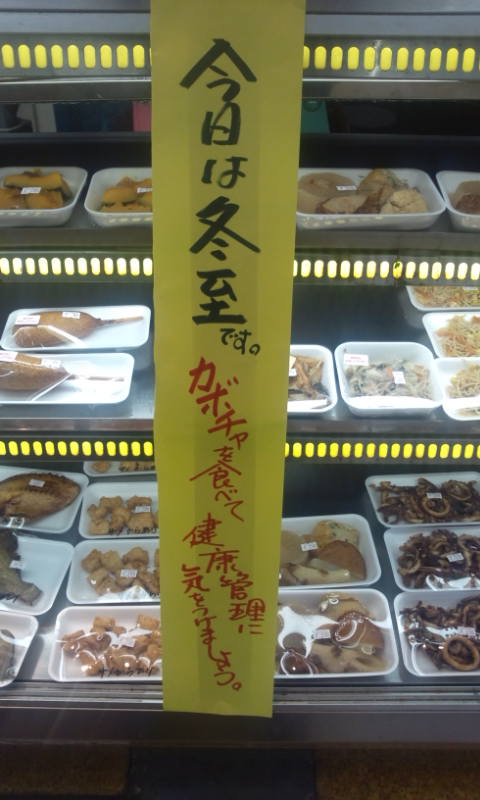 今日は冬至です。
カボチャを食べて
健康管理に
気をつけましょう。